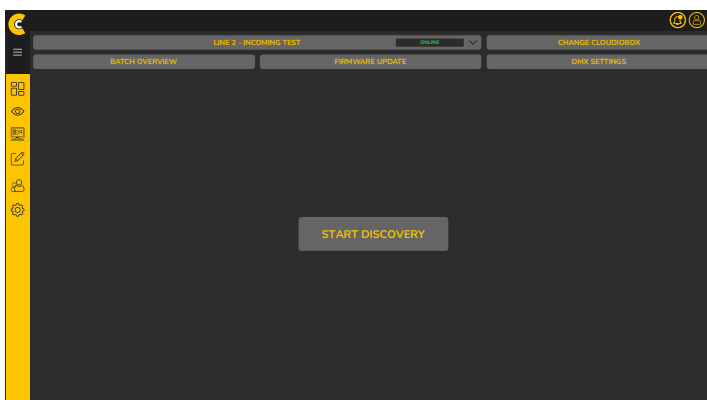 LINE 2 - INCOMING TEST
ONLINE
CHANGE CLOUDIOBOX
BATCH OVERVIEW
FIRMWARE UPDATE
DMX SETTINGS
START DISCOVERY